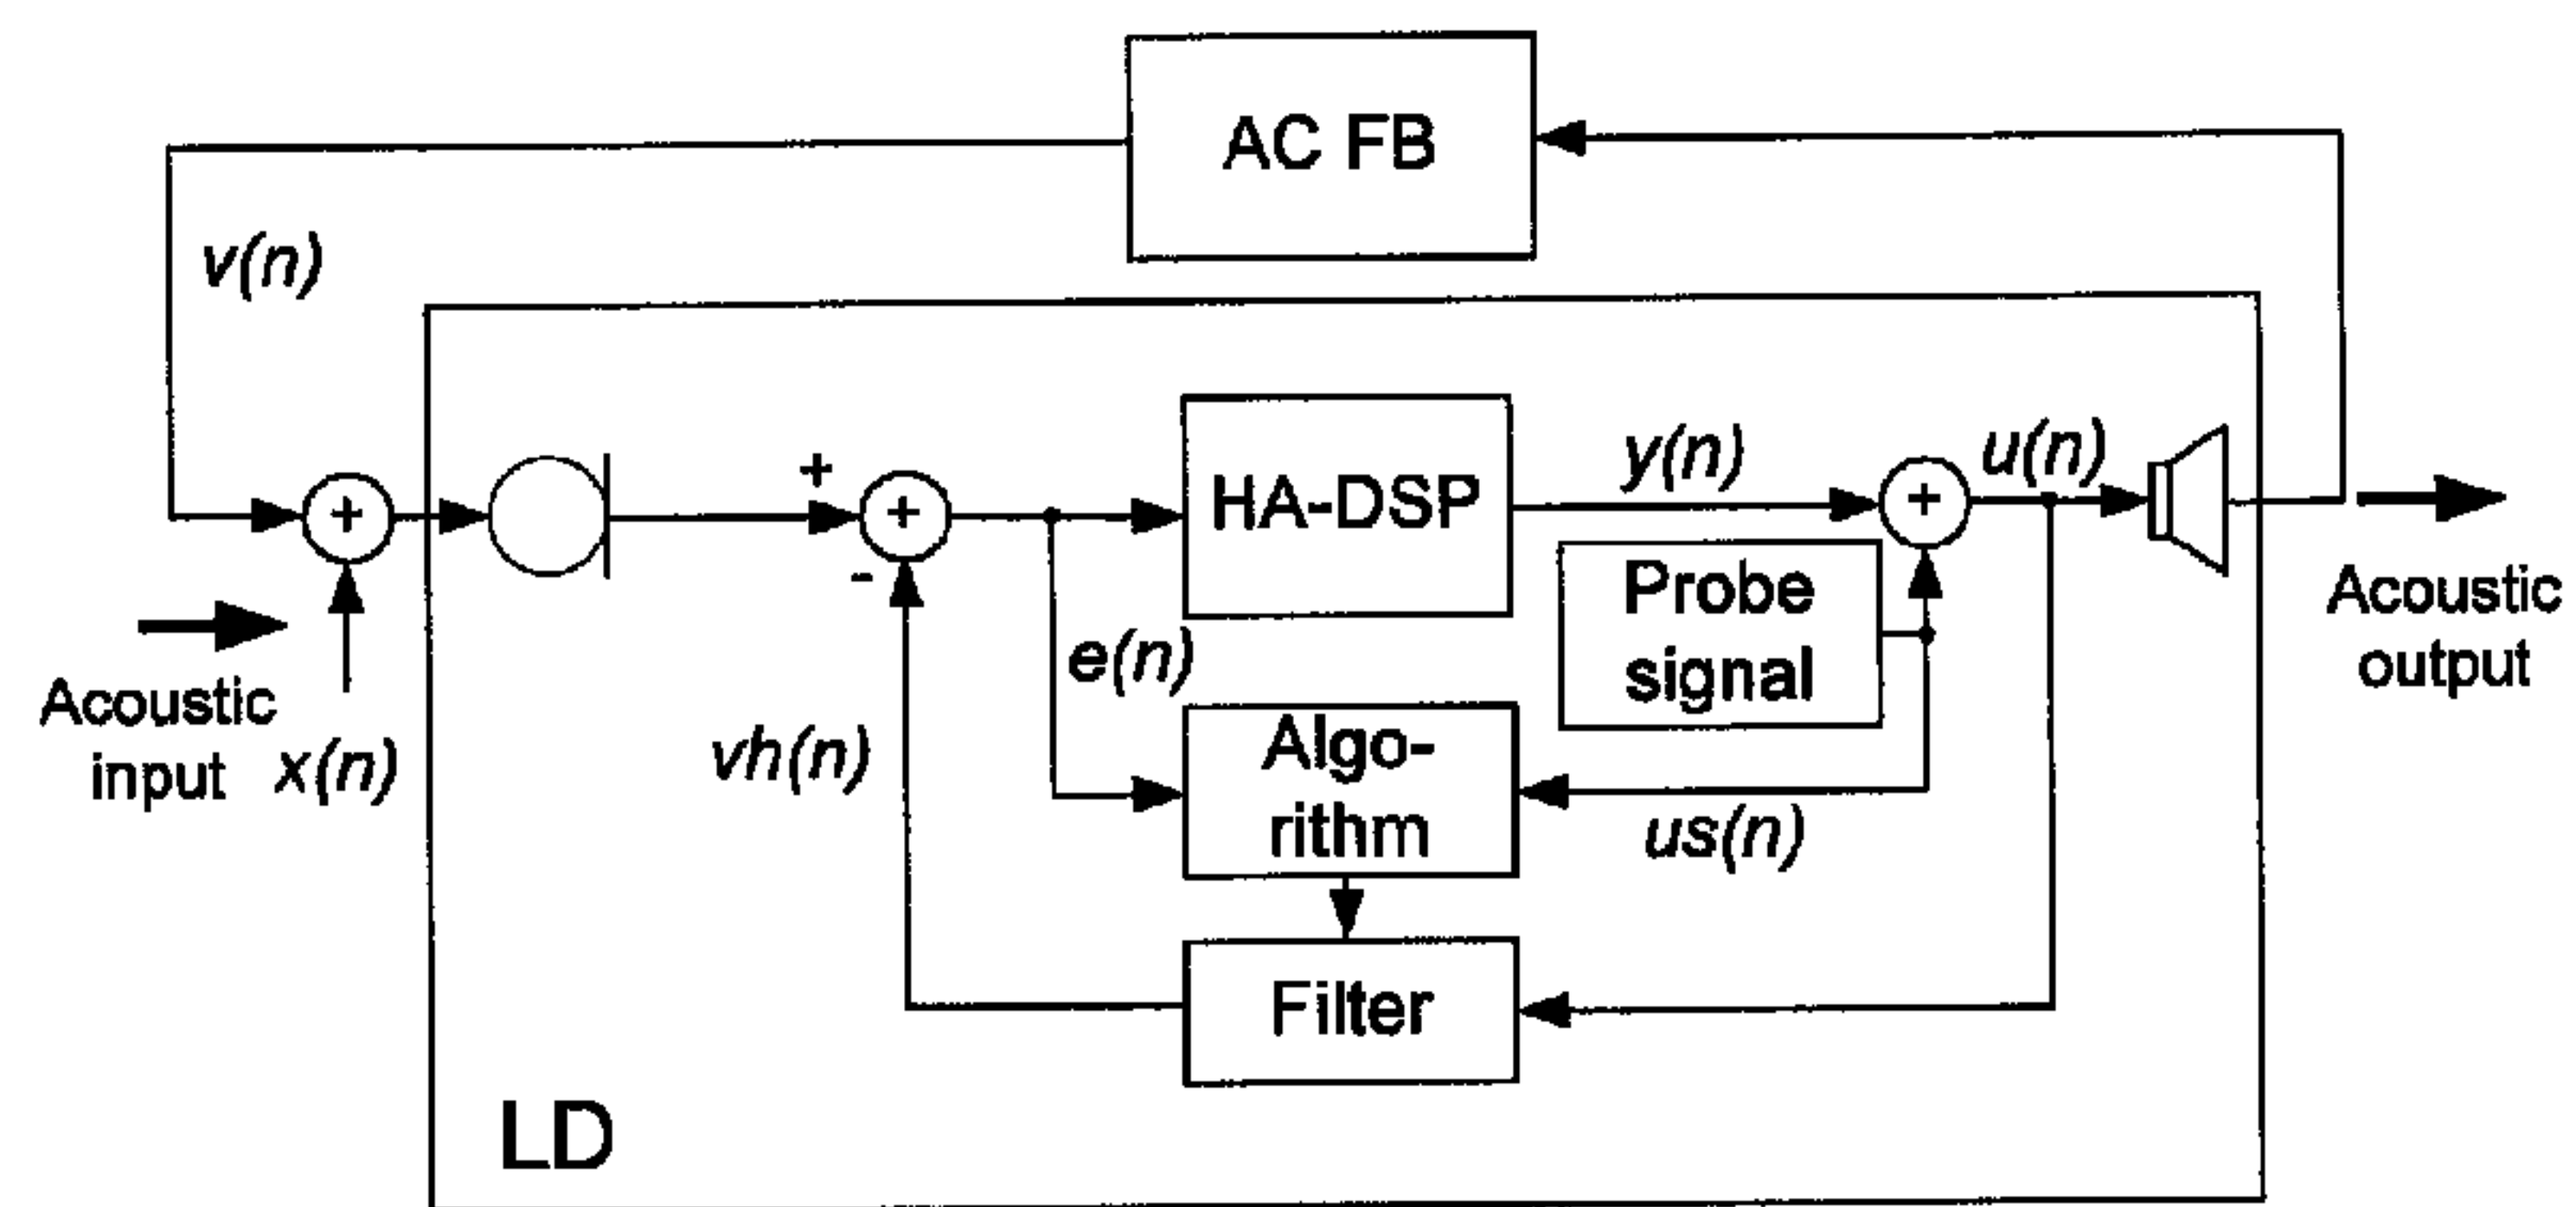 AC FB
v(n)
+
-
+
+
HA-DSP
y(n)
+
u(n)
Probe
signal
Acoustic
output
Acoustic
input
x(n)
e(n)
vh(n)
Algo-
rithm
us(n)
Filter
LD